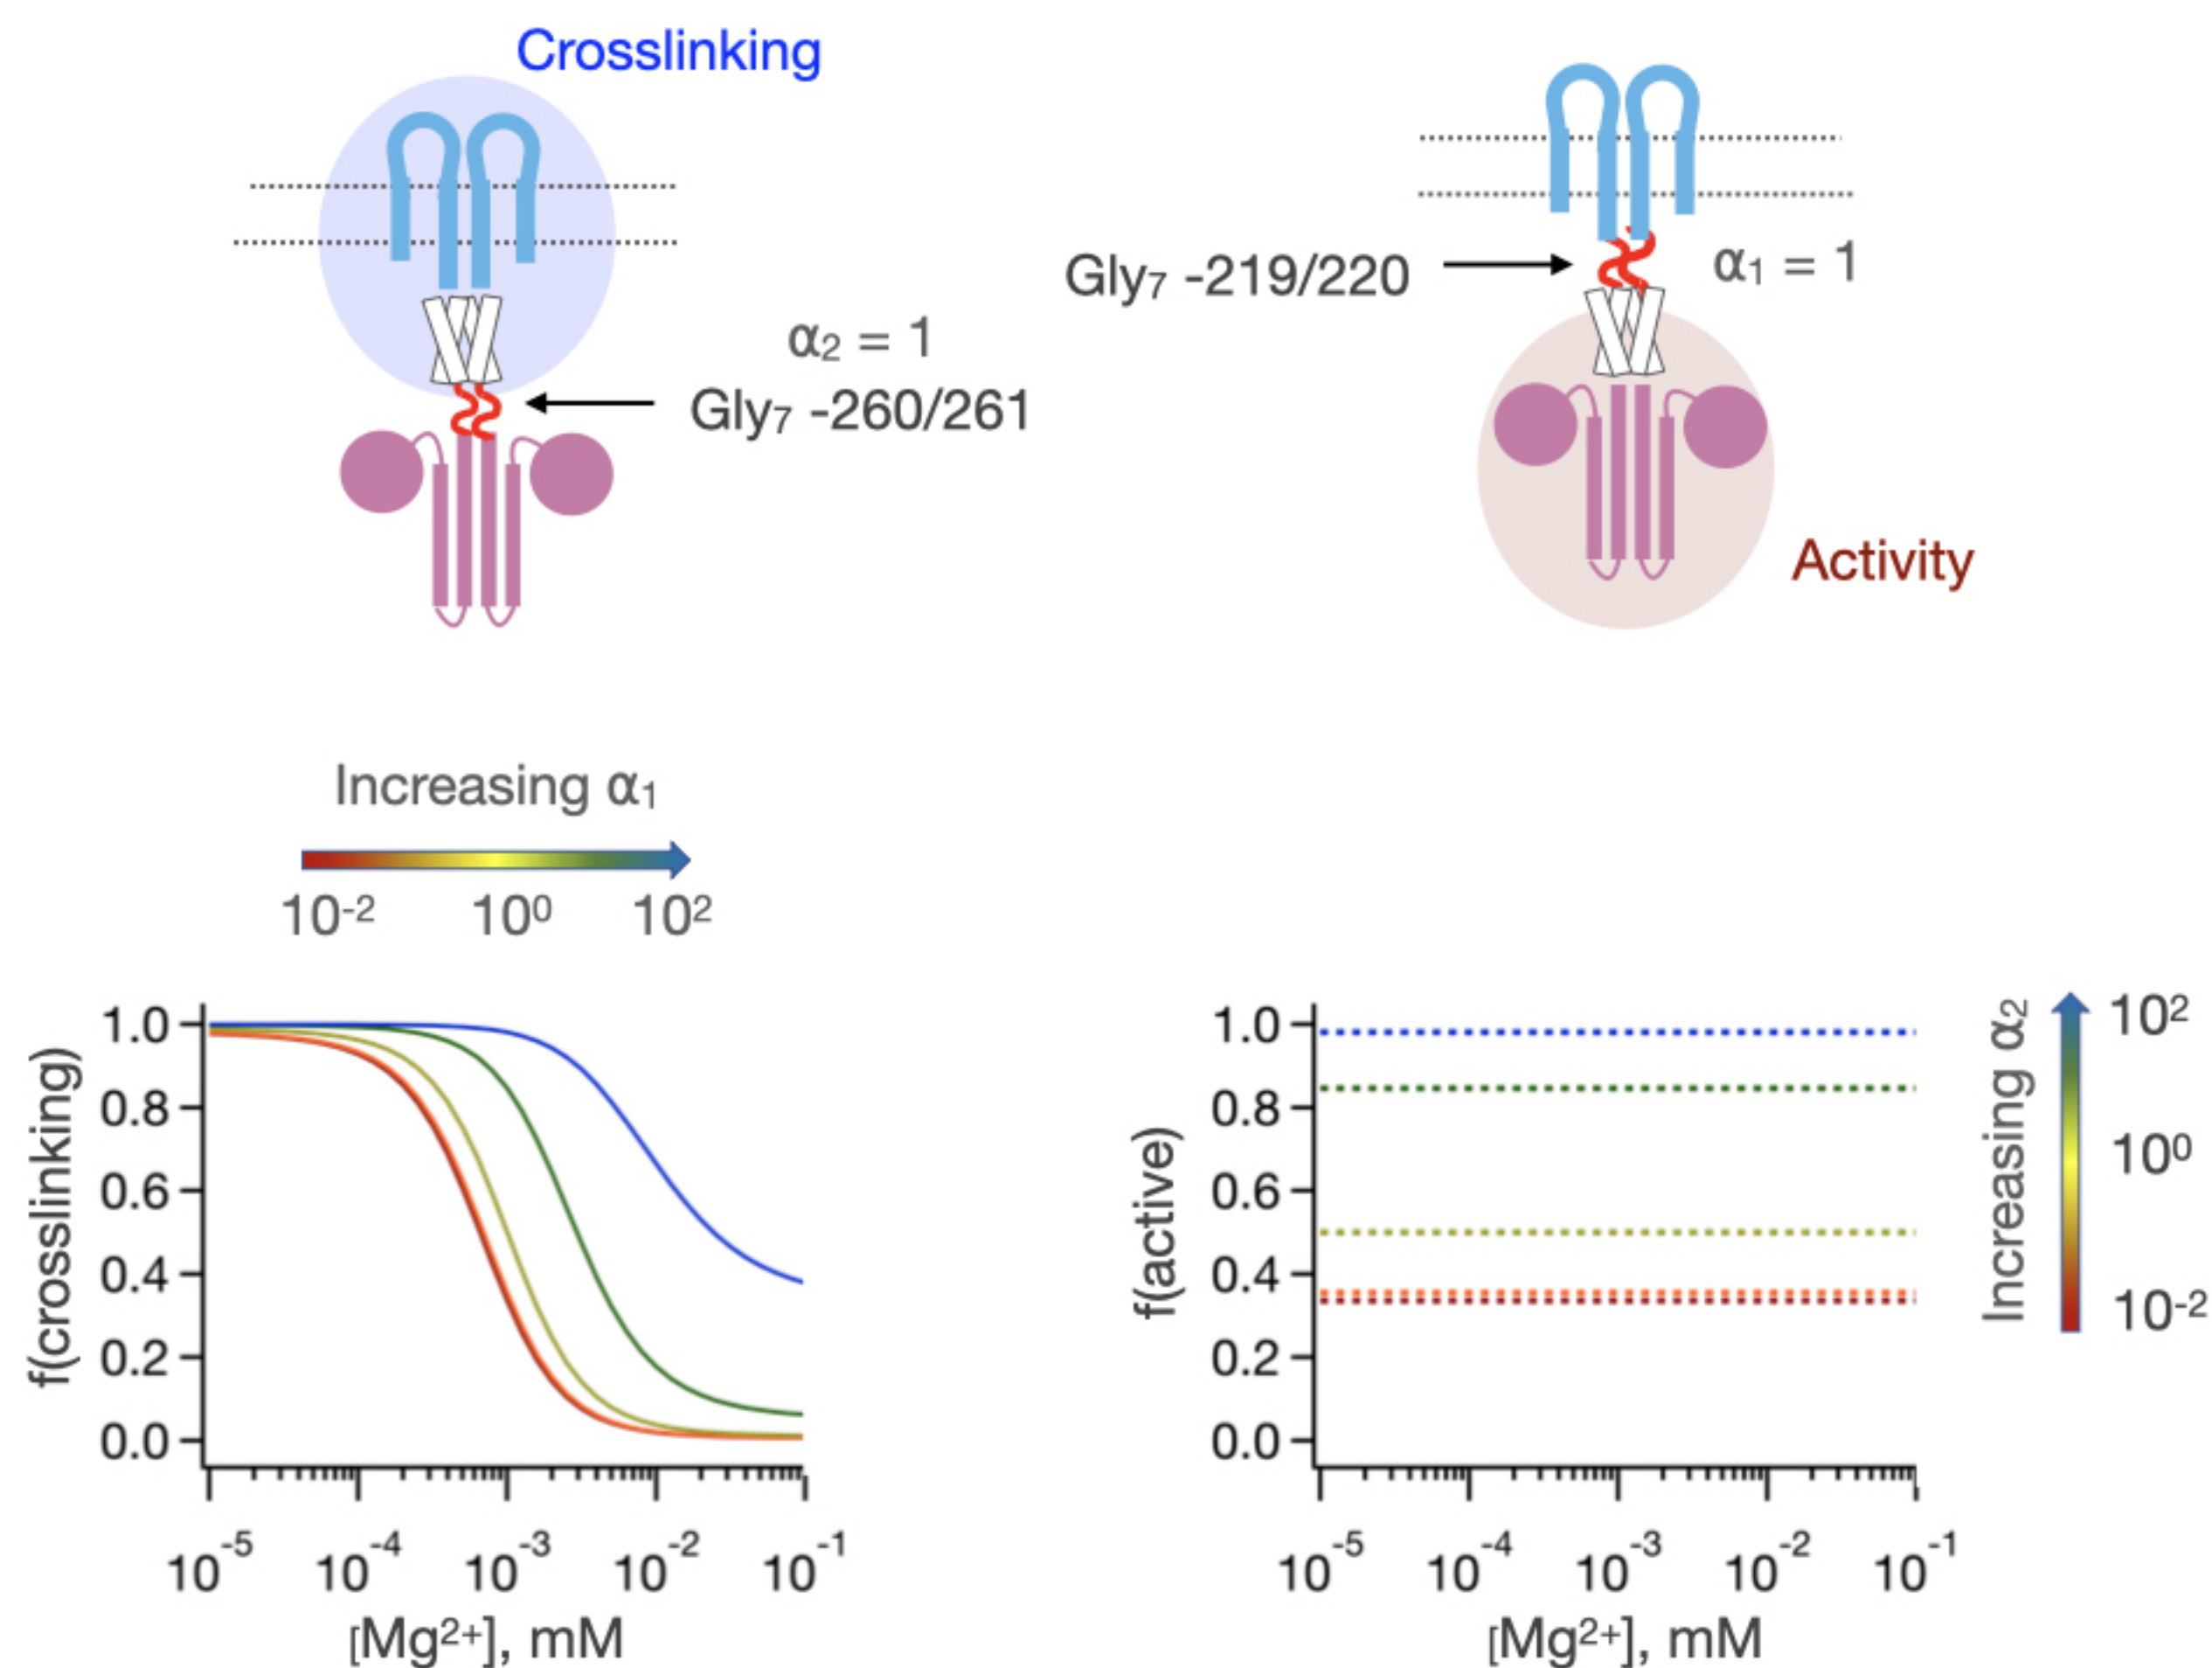 Crosslinking
α₂ = 1
Gly₇ -260/261
Gly₇ -219/220
α₁ = 1
Activity
Increasing α₁
10⁻² 10⁰ 10²
f(crosslinking)
1.0
0.8
0.6
0.4
0.2
0.0
10⁻⁵ 10⁻⁴ 10⁻³ 10⁻² 10⁻¹
[Mg²⁺], mM
f(active)
1.0
0.8
0.6
0.4
0.2
0.0
10⁻⁵ 10⁻⁴ 10⁻³ 10⁻² 10⁻¹
[Mg²⁺], mM
Increasing α₂
10²
10⁰
10⁻²